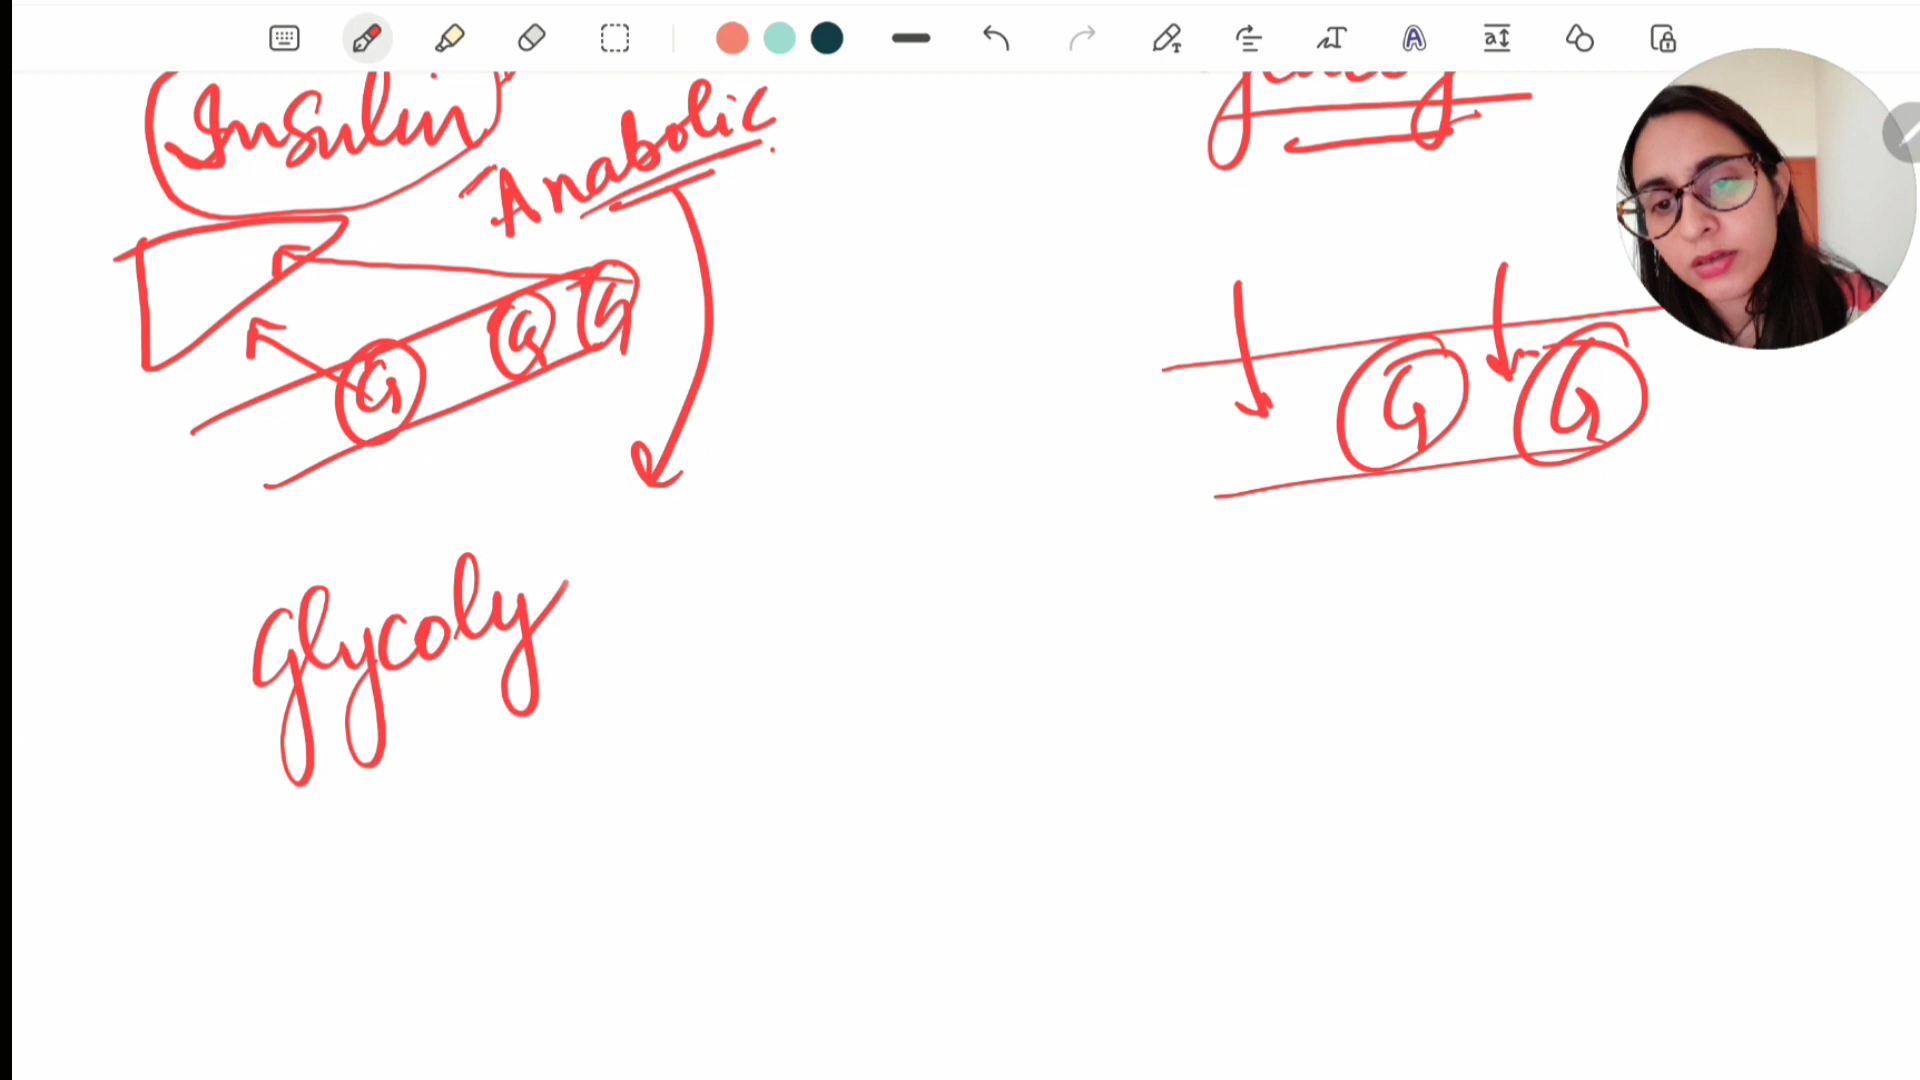 Insulin
Anabolic
G G G
G G
glycoly